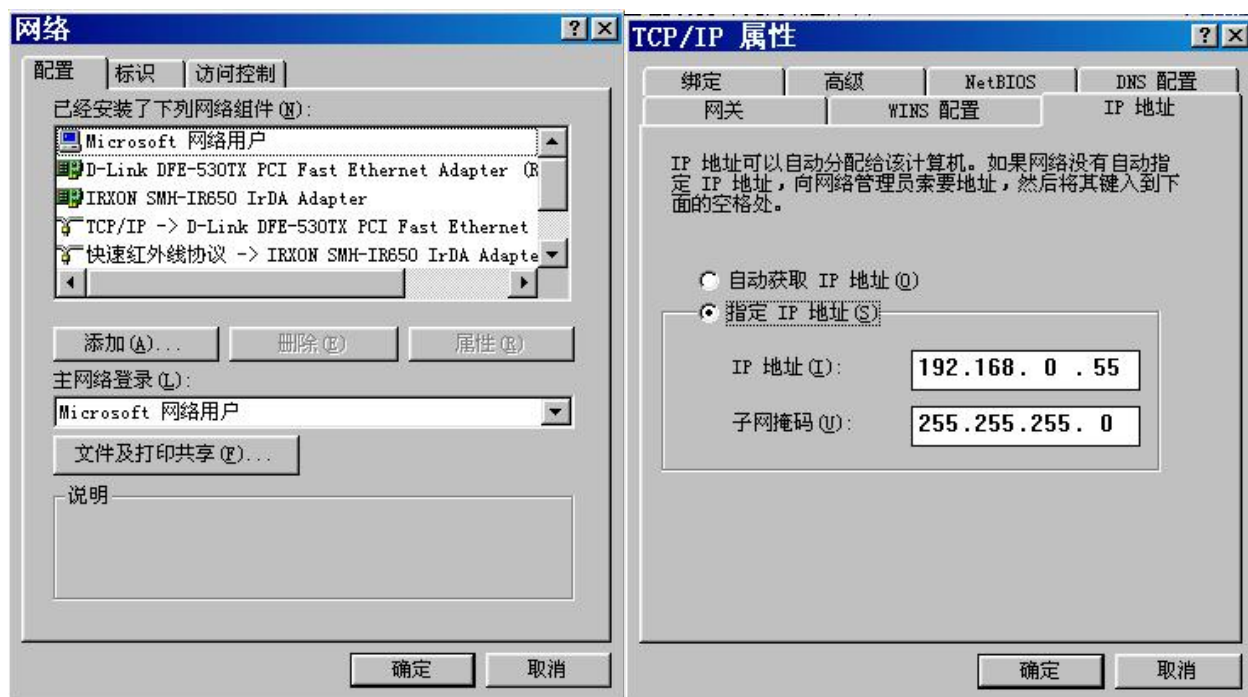 网络
配置
标识
访问控制
已经安装了下列网络组件(N):
Microsoft 网络用户
D-Link DFE-530TX PCI Fast Ethernet Adapter (R
IRXON SMH-IR650 IrDA Adapter
TCP/IP -> D-Link DFE-530TX PCI Fast Ethernet
快速红外线协议 -> IRXON SMH-IR650 IrDA Adapte
添加(A)...
删除(E)
属性(R)
主网络登录(L):
Microsoft 网络用户
文件及打印共享(F)...
说明
确定
取消
TCP/IP 属性
绑定
高级
NetBIOS
DNS 配置
网关
WINS 配置
IP 地址
IP 地址可以自动分配给该计算机。如果网络没有自动指
定 IP 地址，向网络管理员索要地址，然后将其键入到下
面的空格处。
自动获取 IP 地址(O)
指定 IP 地址(S)
IP 地址(I):
192.168. 0 .55
子网掩码(U):
255.255.255. 0
确定
取消